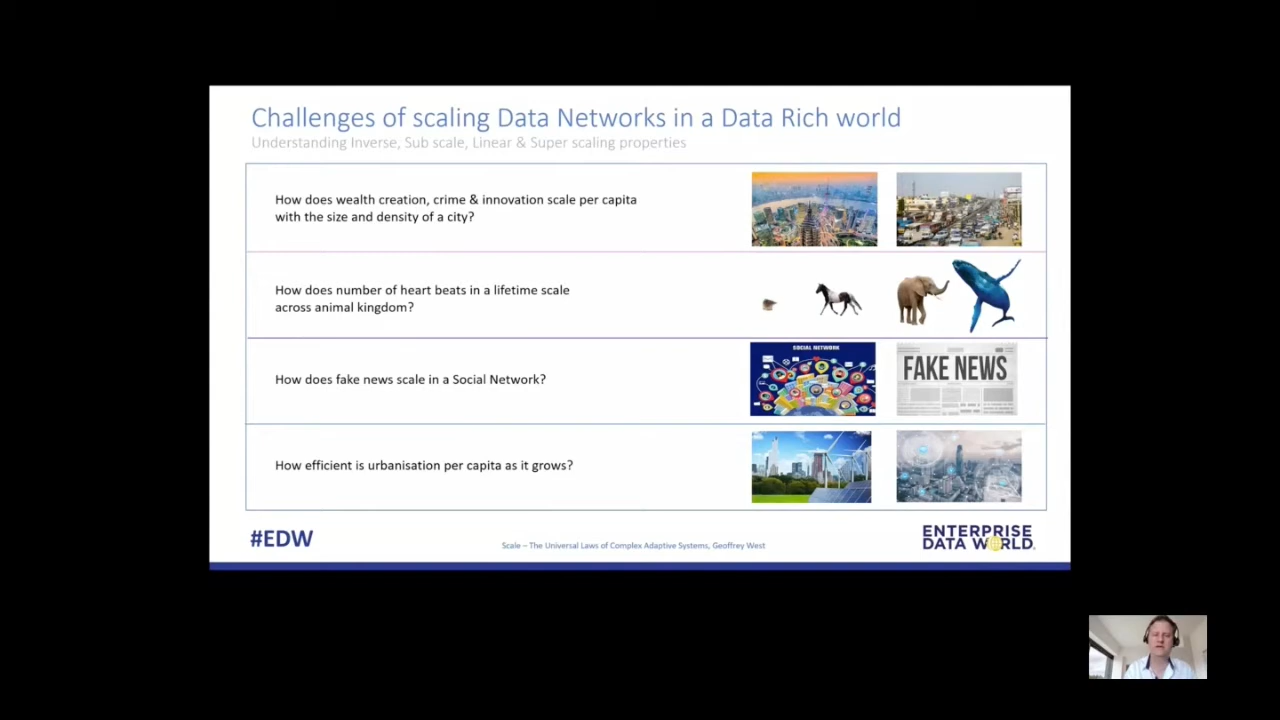 Challenges of scaling Data Networks in a Data Rich world
Understanding Inverse, Sub scale, Linear & Super scaling properties
How does wealth creation, crime & innovation scale per capita
with the size and density of a city?
How does number of heart beats in a lifetime scale
across animal kingdom?
How does fake news scale in a Social Network?
SOCIAL NETWORK
FAKE NEWS
How efficient is urbanisation per capita as it grows?
#EDW
Scale – The Universal Laws of Complex Adaptive Systems, Geoffrey West
ENTERPRISE
DATA WORLD